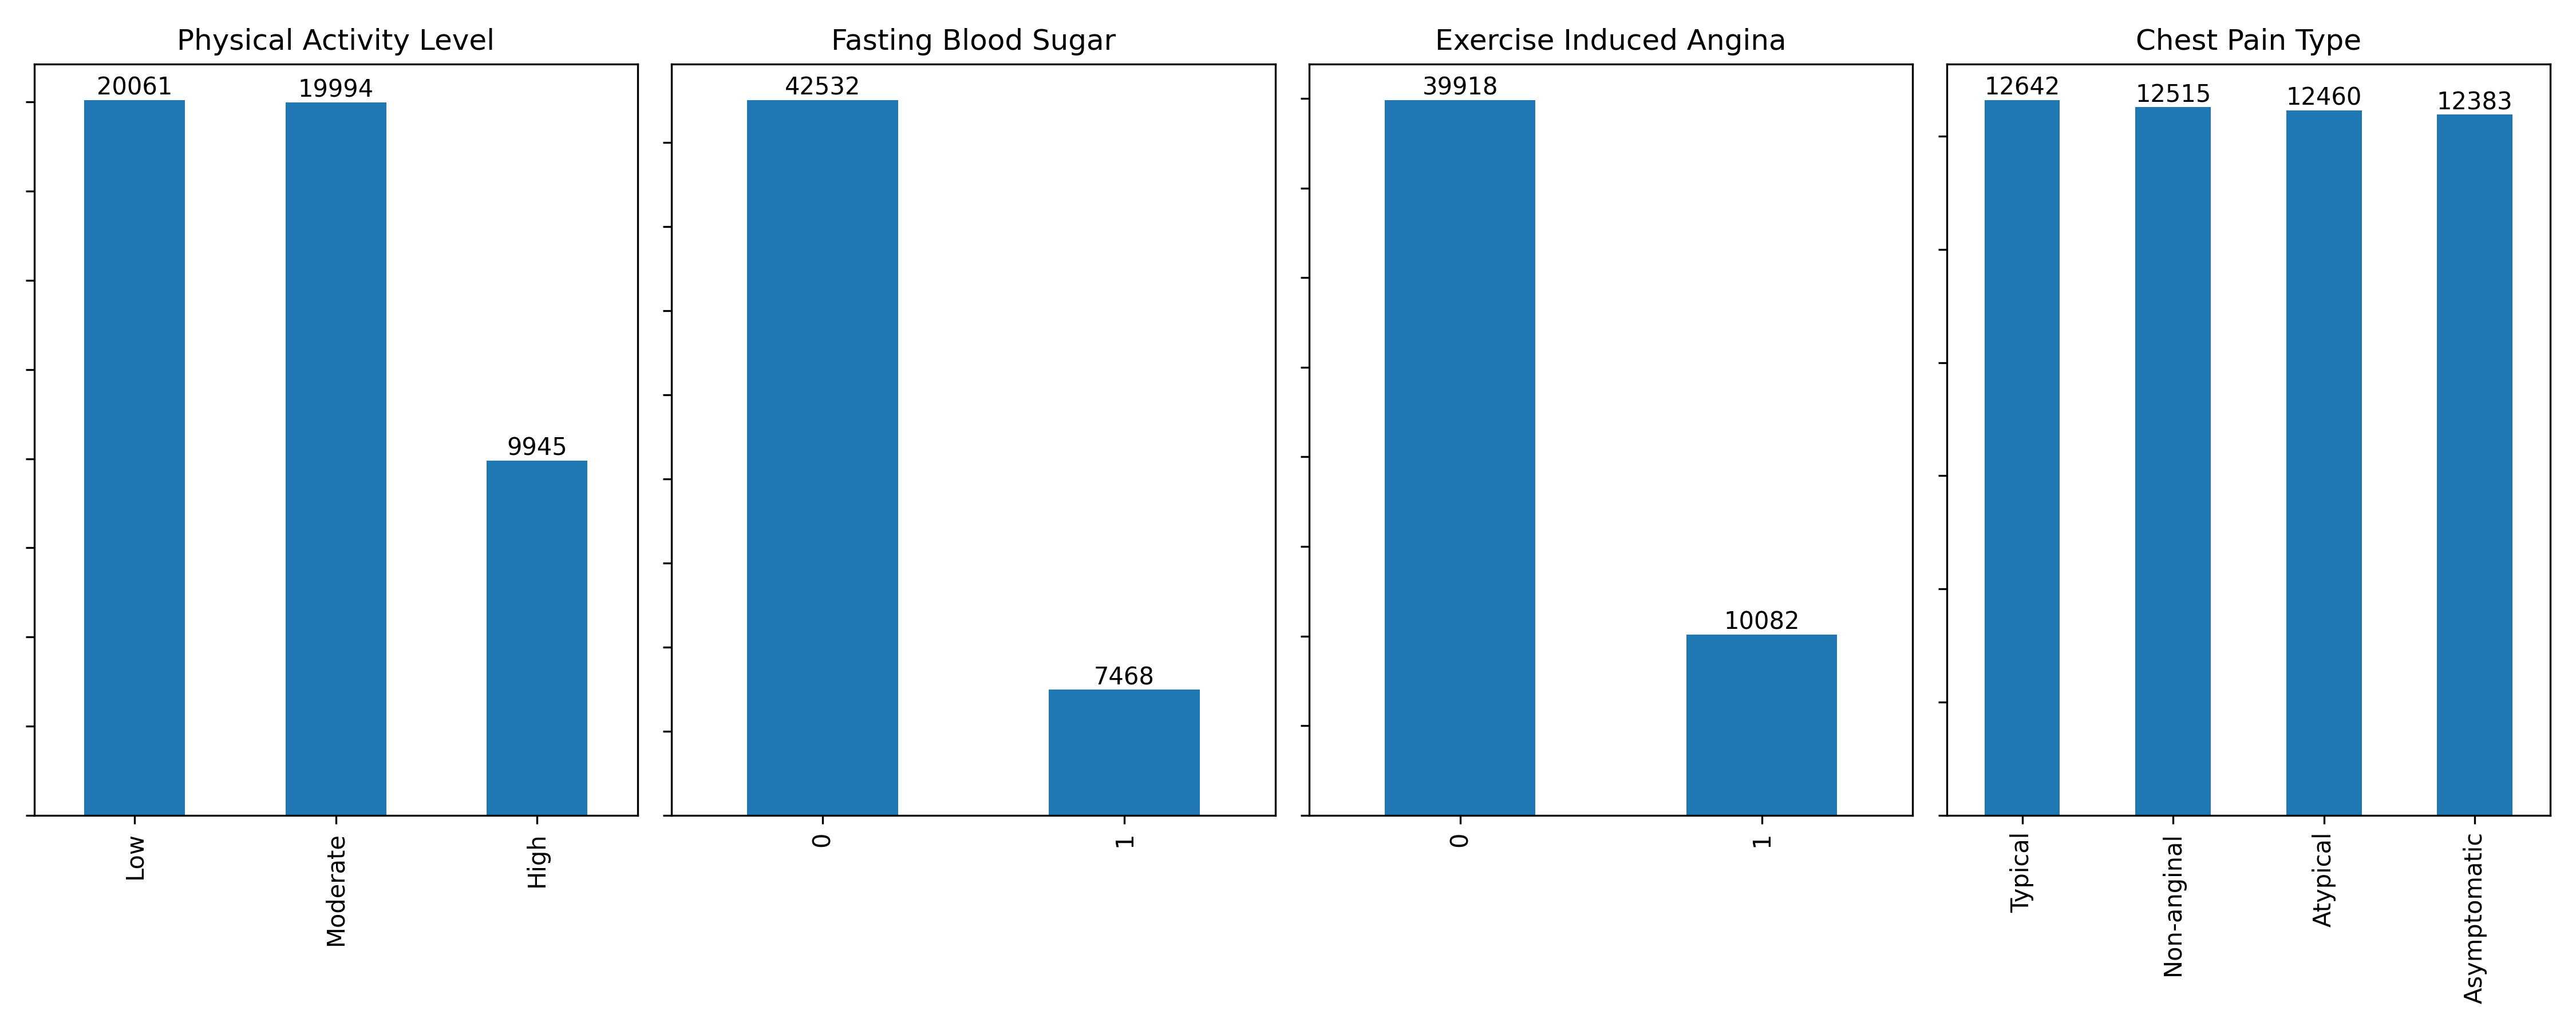 Physical Activity Level
20061
19994
9945
Low
Moderate
High
Fasting Blood Sugar
42532
7468
0
1
Exercise Induced Angina
39918
10082
0
1
Chest Pain Type
12642
12515
12460
12383
Typical
Non-anginal
Atypical
Asymptomatic